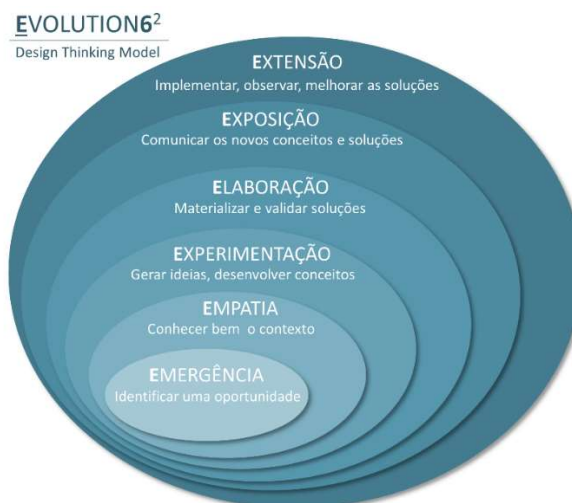 EVOLUTION6²
Design Thinking Model
EXTENSÃO
Implementar, observar, melhorar as soluções
EXPOSIÇÃO
Comunicar os novos conceitos e soluções
ELABORAÇÃO
Materializar e validar soluções
EXPERIMENTAÇÃO
Gerar ideias, desenvolver conceitos
EMPATIA
Conhecer bem o contexto
EMERGÊNCIA
Identificar uma oportunidade